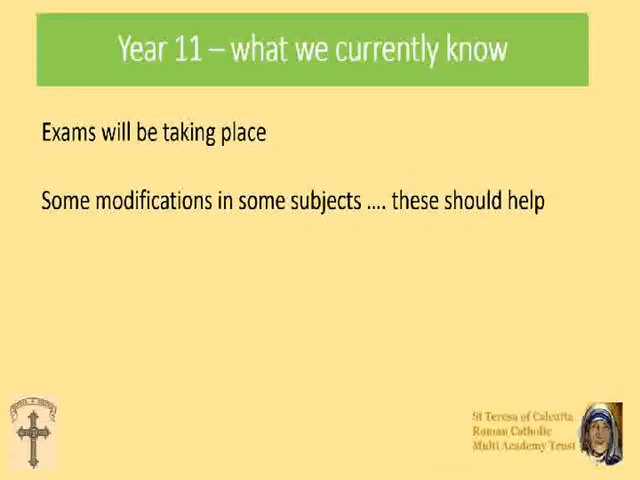 Year 11 – what we currently know
Exams will be taking place
Some modifications in some subjects .... these should help
St Teresa of Calcutta
Roman Catholic
Multi Academy Trust